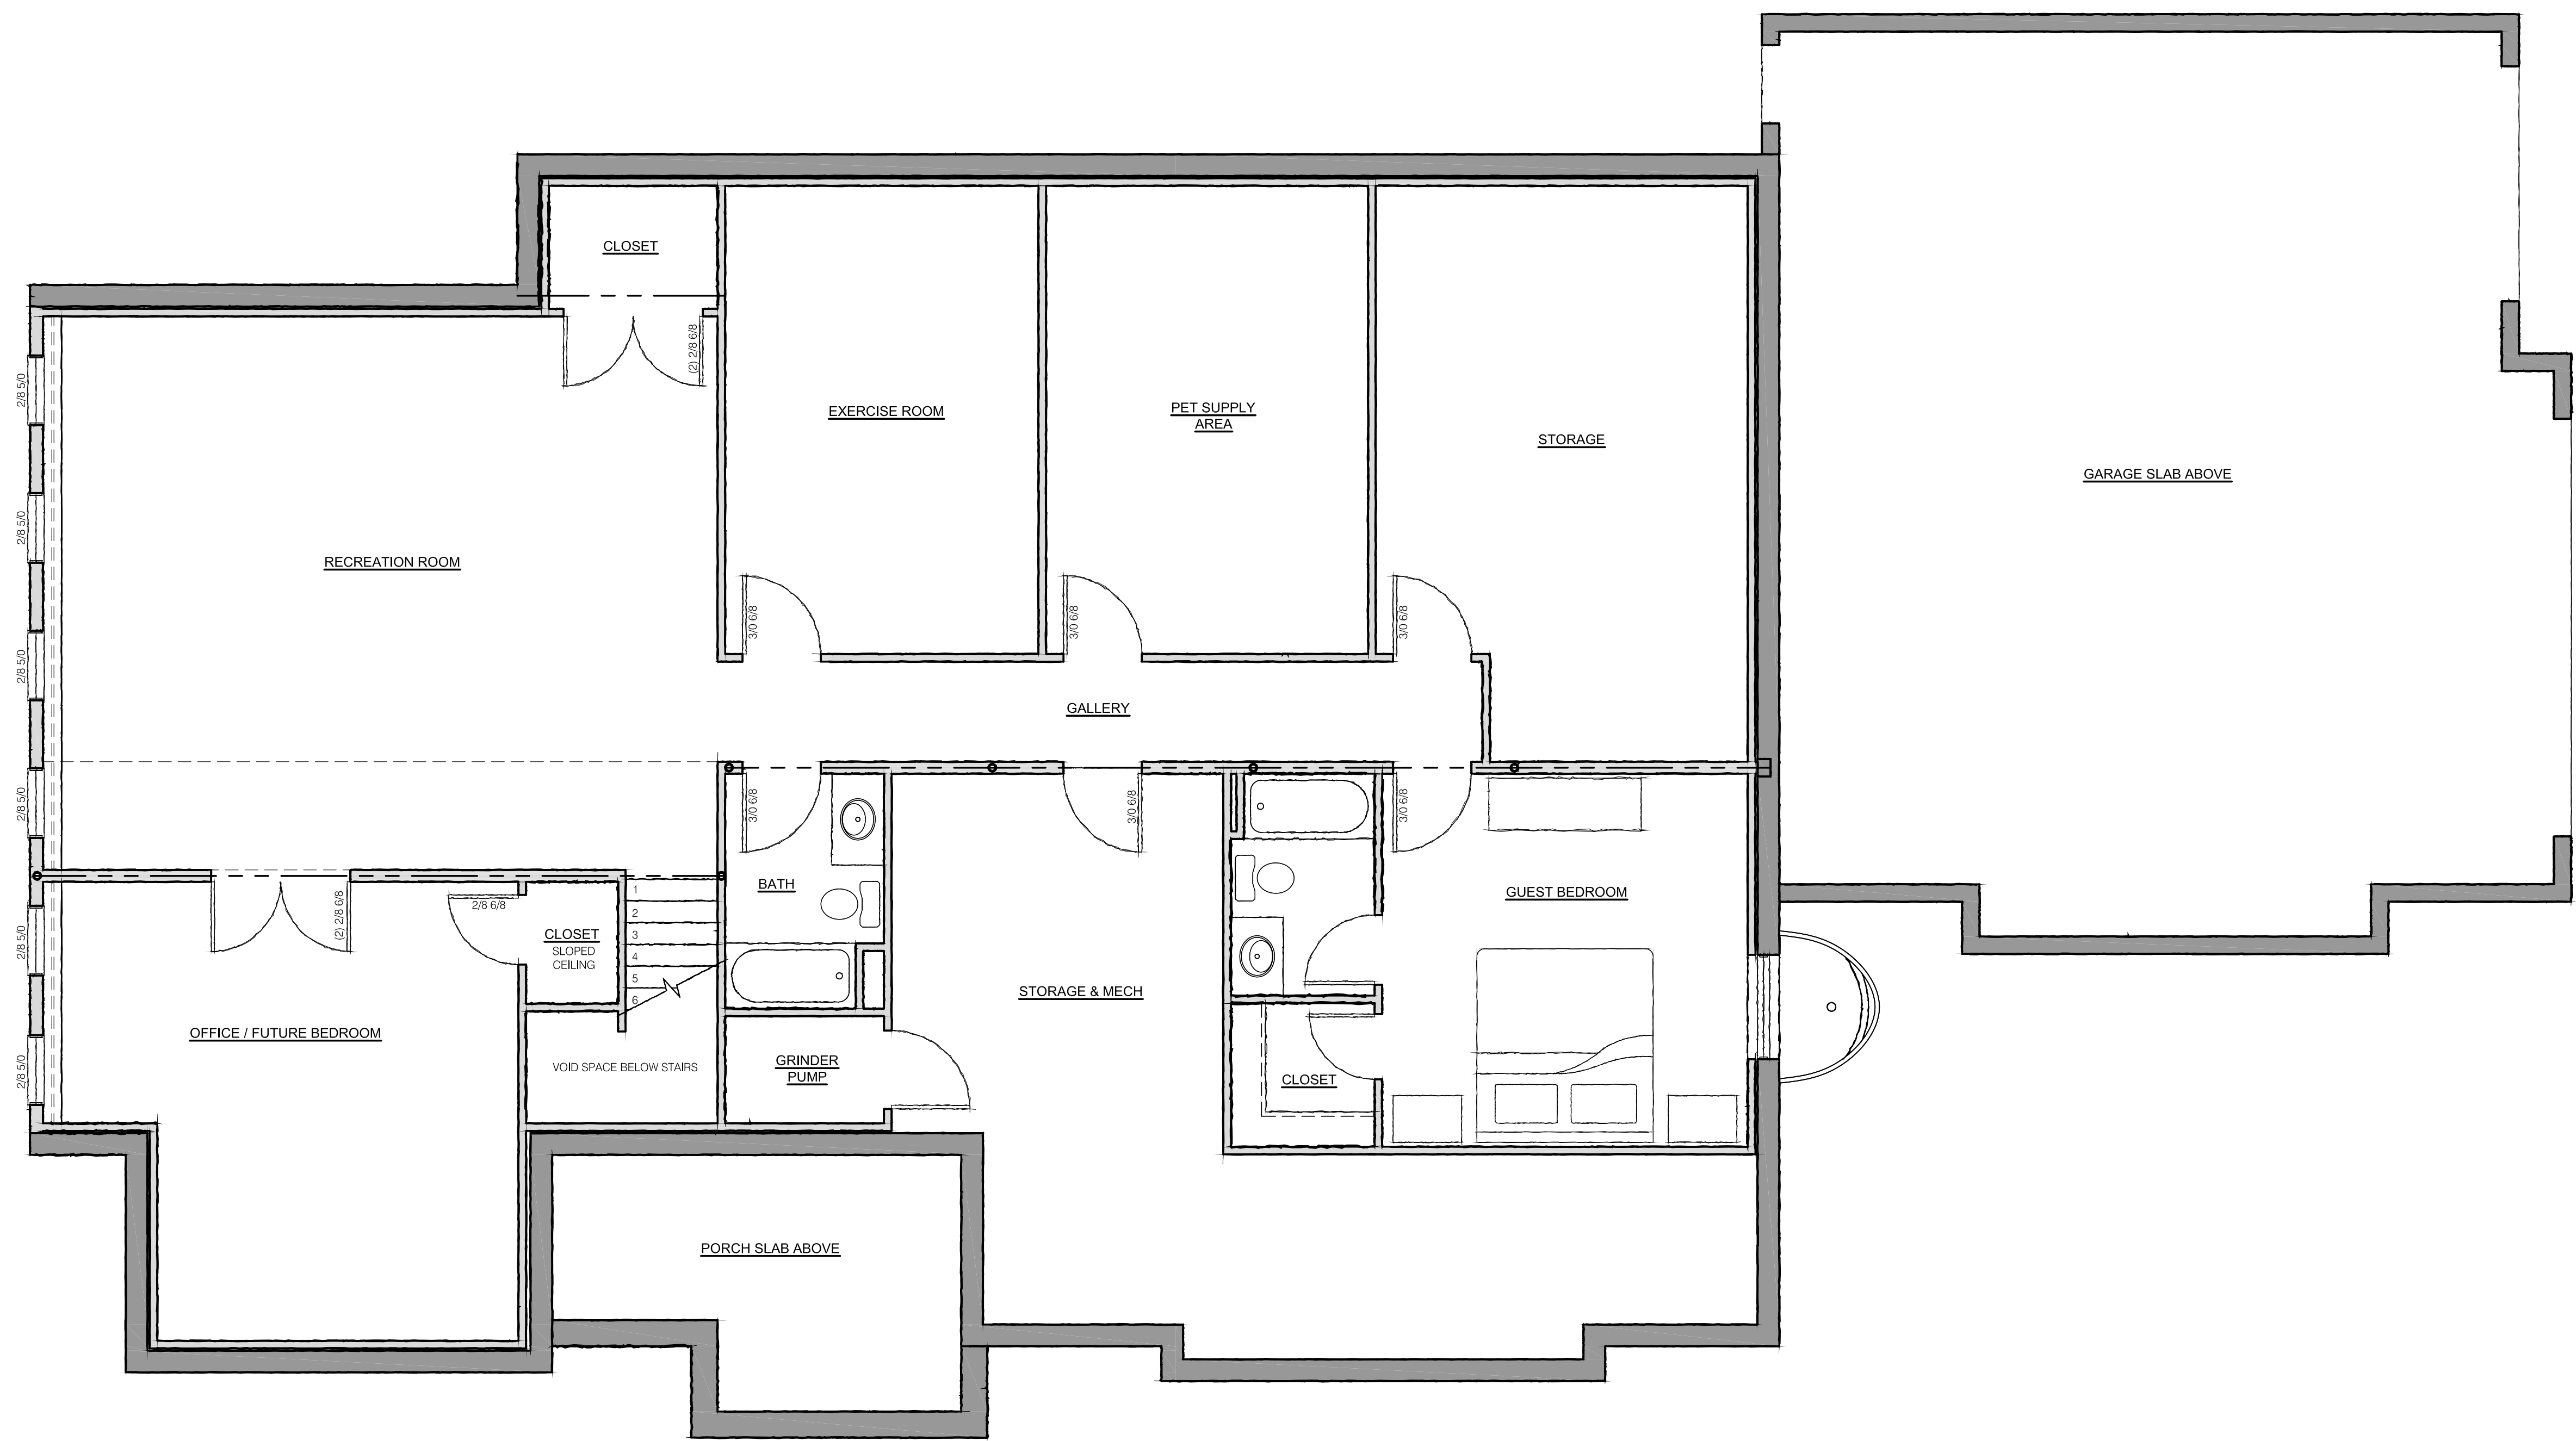 CLOSET
(2) 2/8 6/8
2/8 5/0
EXERCISE ROOM
PET SUPPLY
AREA
STORAGE
GARAGE SLAB ABOVE
2/8 5/0
RECREATION ROOM
3/0 6/8
3/0 6/8
3/0 6/8
2/8 5/0
GALLERY
2/8 5/0
3/0 6/8
3/0 6/8
3/0 6/8
BATH
GUEST BEDROOM
(2) 2/8 6/8
2/8 6/8
1
2
3
4
5
6
CLOSET
SLOPED
CEILING
2/8 5/0
STORAGE & MECH
OFFICE / FUTURE BEDROOM
VOID SPACE BELOW STAIRS
GRINDER
PUMP
CLOSET
2/8 5/0
PORCH SLAB ABOVE